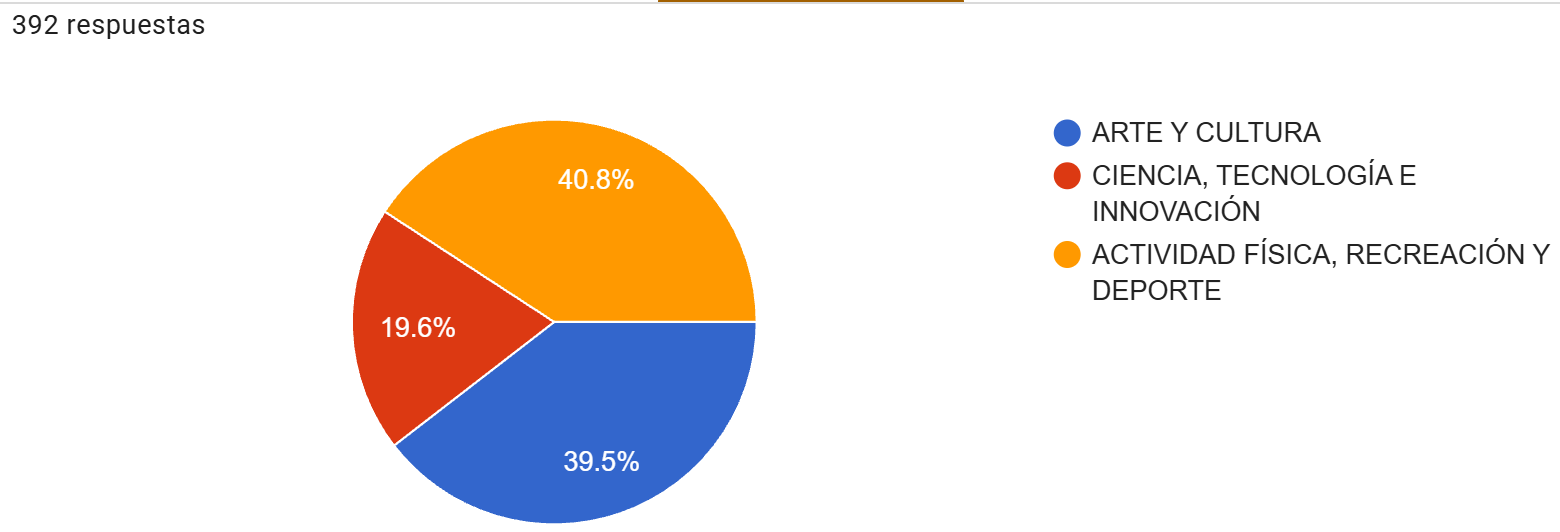 392 respuestas
40.8%
19.6%
39.5%
ARTE Y CULTURA
CIENCIA, TECNOLOGÍA E
INNOVACIÓN
ACTIVIDAD FÍSICA, RECREACIÓN Y
DEPORTE